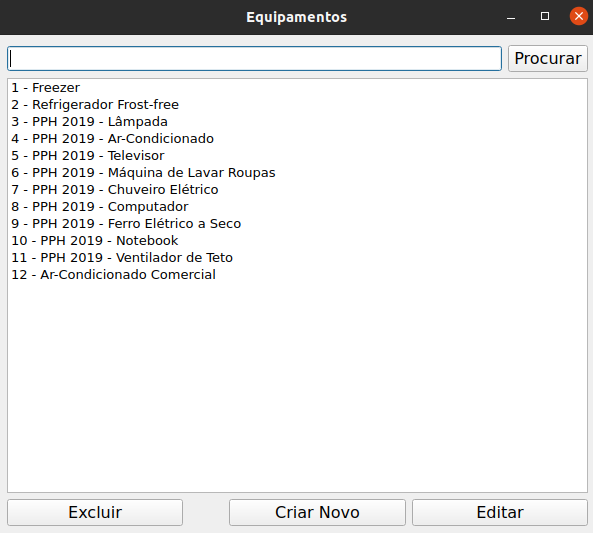 Equipamentos
Procurar
1 - Freezer
2 - Refrigerador Frost-free
3 - PPH 2019 - Lâmpada
4 - PPH 2019 - Ar-Condicionado
5 - PPH 2019 - Televisor
6 - PPH 2019 - Máquina de Lavar Roupas
7 - PPH 2019 - Chuveiro Elétrico
8 - PPH 2019 - Computador
9 - PPH 2019 - Ferro Elétrico a Seco
10 - PPH 2019 - Notebook
11 - PPH 2019 - Ventilador de Teto
12 - Ar-Condicionado Comercial
Excluir Criar Novo Editar